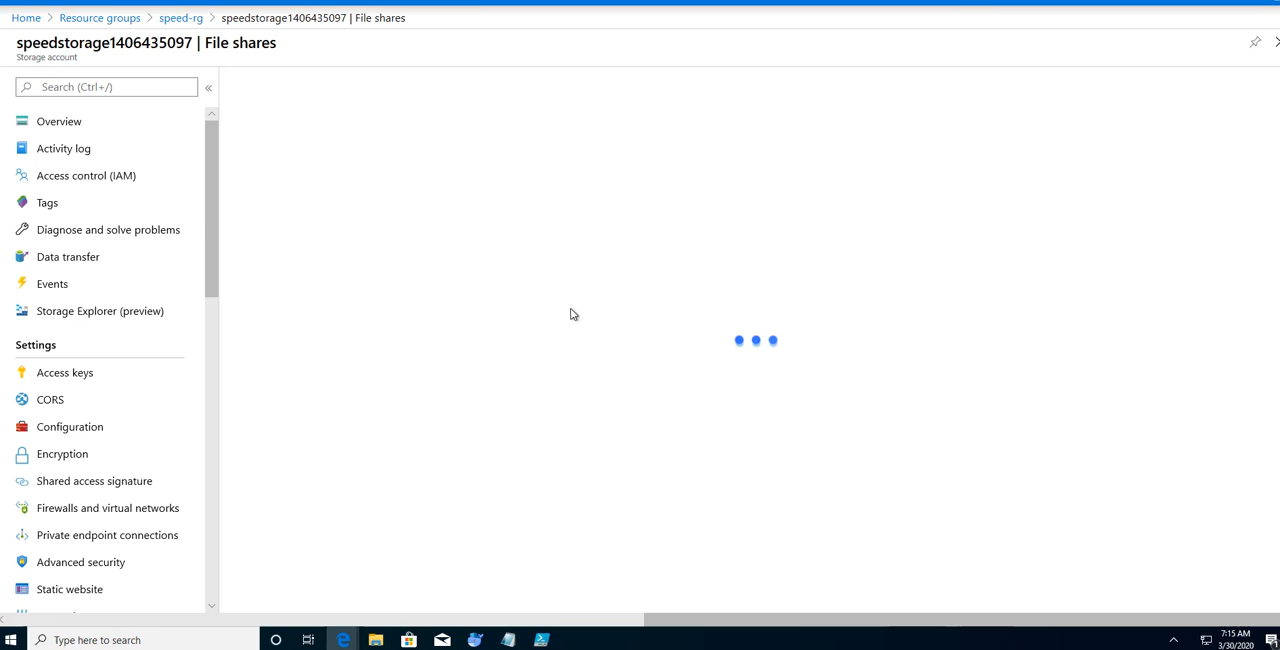 Home > Resource groups > speed-rg > speedstorage1406435097 | File shares
speedstorage1406435097 | File shares
Storage account
Search (Ctrl+/)
Overview
Activity log
Access control (IAM)
Tags
Diagnose and solve problems
Data transfer
Events
Storage Explorer (preview)
Settings
Access keys
CORS
Configuration
Encryption
Shared access signature
Firewalls and virtual networks
Private endpoint connections
Advanced security
Static website
Type here to search
7:15 AM
3/30/2020